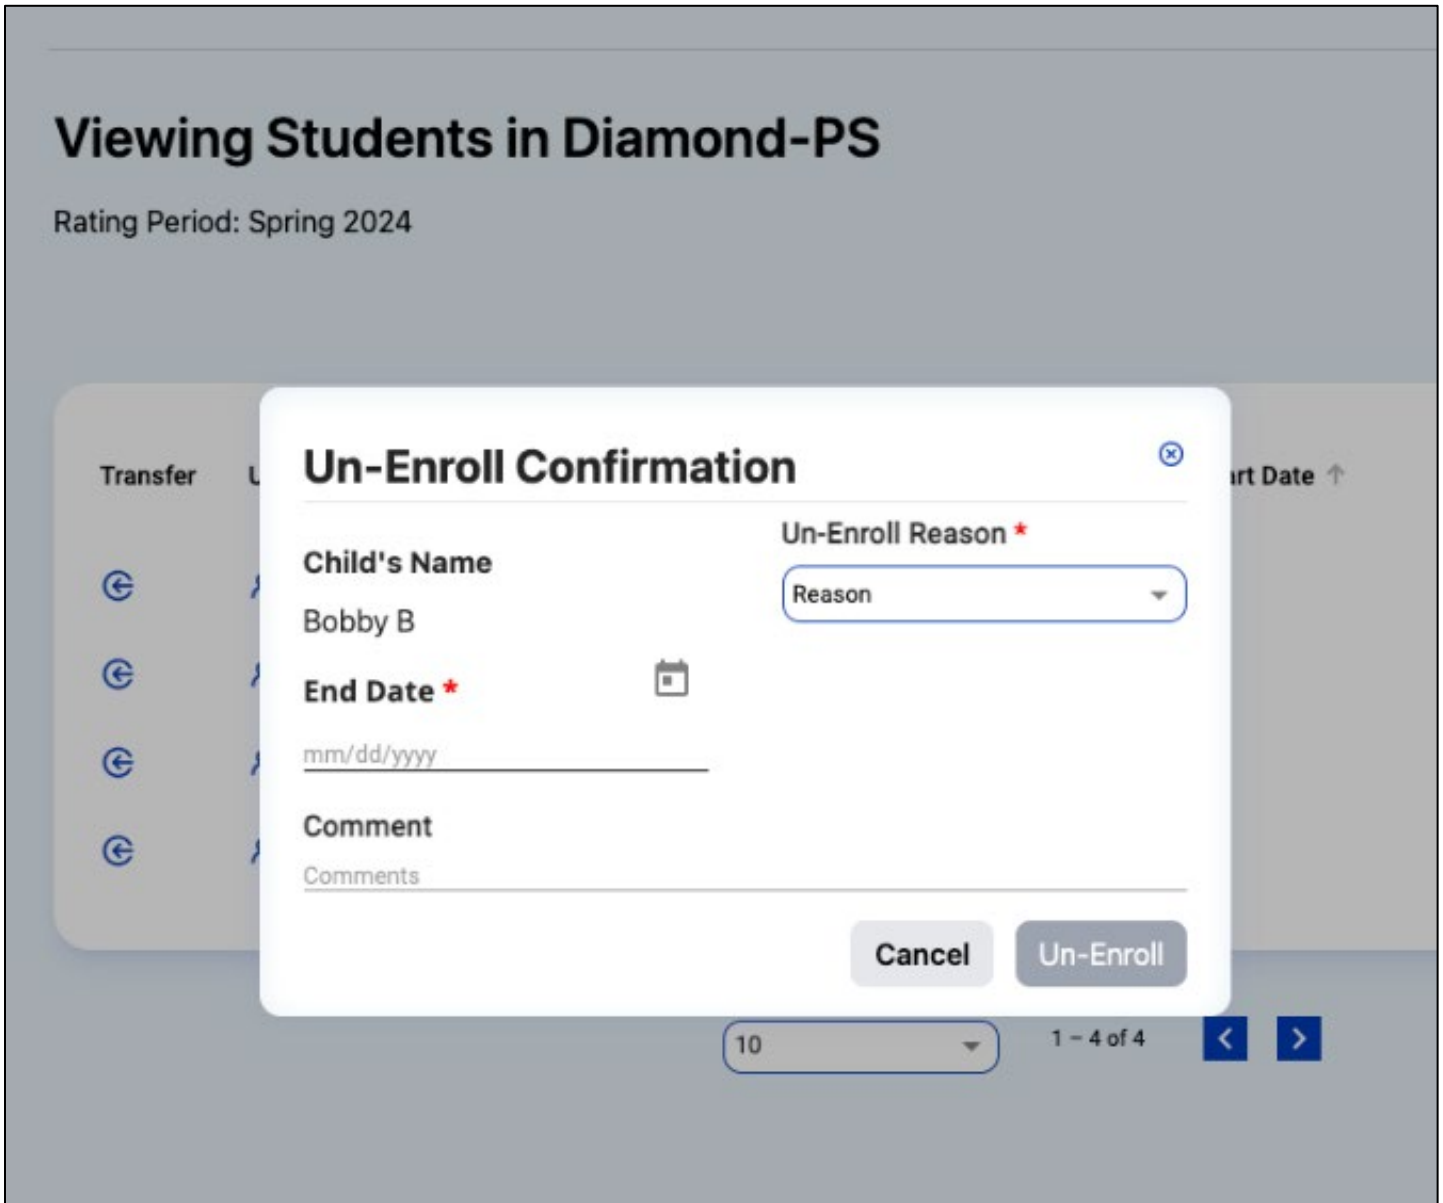 Viewing Students in Diamond-PS
Rating Period: Spring 2024
Transfer
Un-Enroll Confirmation
Child's Name
Bobby B
Un-Enroll Reason *
Reason
End Date *
mm/dd/yyyy
Comment
Comments
Cancel
Un-Enroll
Date ↑
10
1 – 4 of 4